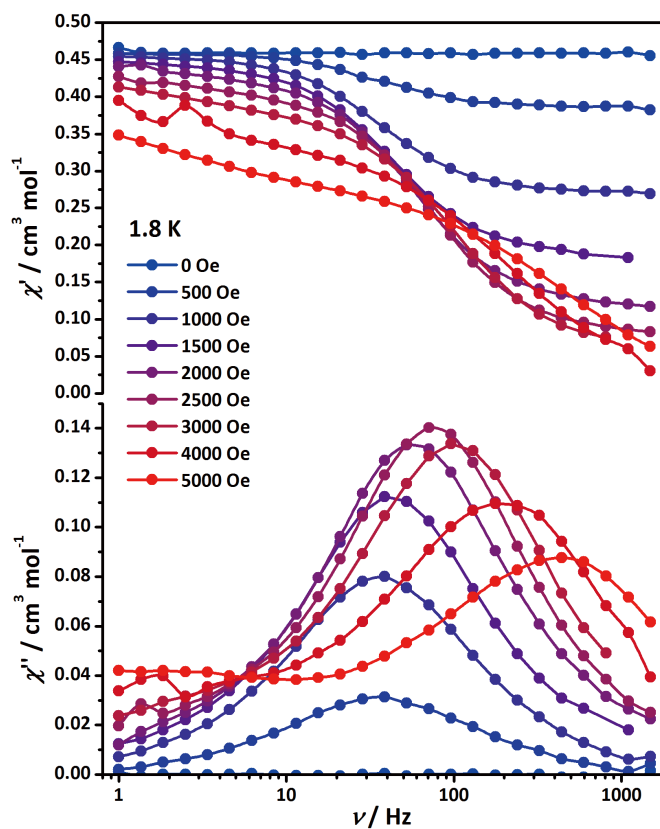 0.50
0.45
0.40
0.35
0.30
0.25
0.20
0.15
0.10
0.05
0.00
χ' / cm³ mol⁻¹
1.8 K
0 Oe
500 Oe
1000 Oe
1500 Oe
2000 Oe
2500 Oe
3000 Oe
4000 Oe
5000 Oe
0.14
0.12
0.10
0.08
0.06
0.04
0.02
0.00
χ'' / cm³ mol⁻¹
1 10 100 1000
ν / Hz